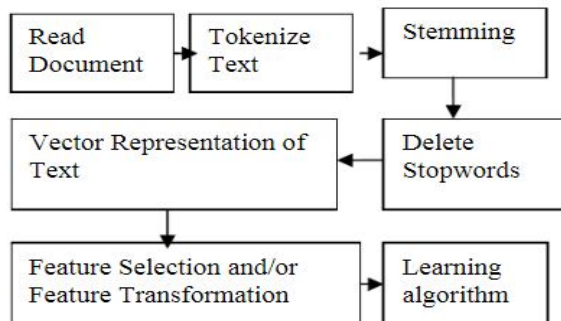 Read
Document
Tokenize
Text
Stemming
Vector Representation of
Text
Delete
Stopwords
Feature Selection and/or
Feature Transformation
Learning
algorithm